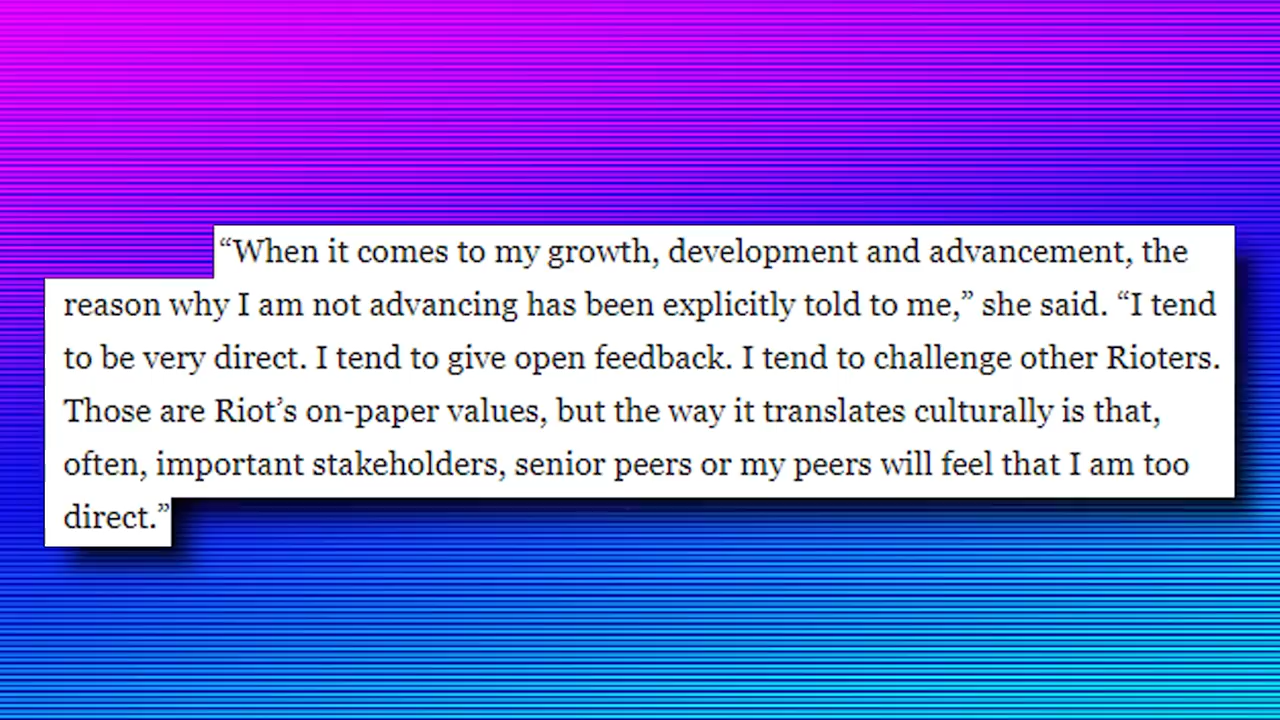 “When it comes to my growth, development and advancement, the
reason why I am not advancing has been explicitly told to me,” she said. “I tend
to be very direct. I tend to give open feedback. I tend to challenge other Rioters.
Those are Riot’s on-paper values, but the way it translates culturally is that,
often, important stakeholders, senior peers or my peers will feel that I am too
direct.”